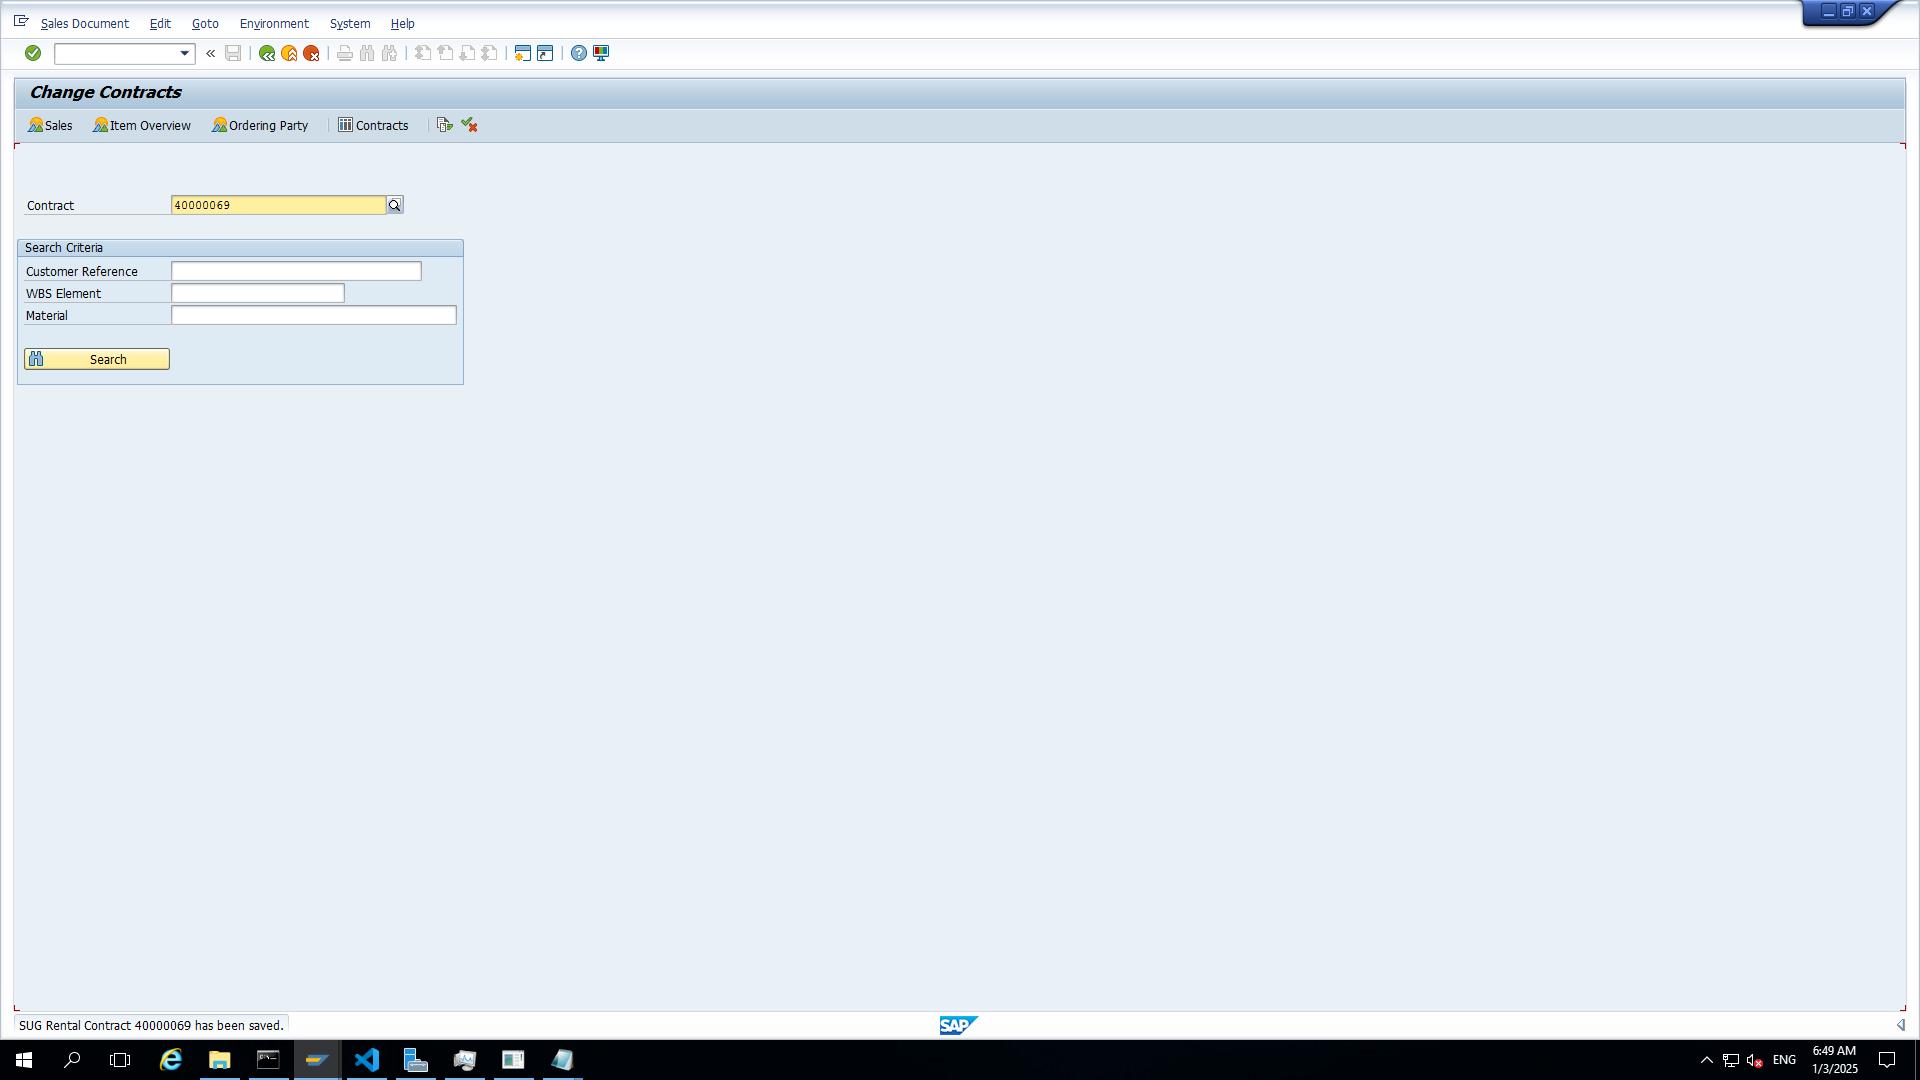 Sales Document Edit Goto Environment System Help
Change Contracts
Sales Item Overview Ordering Party Contracts
Contract 40000069
Search Criteria
Customer Reference
WBS Element
Material
Search
SUG Rental Contract 40000069 has been saved.
SAP
ENG
6:49 AM
1/3/2025